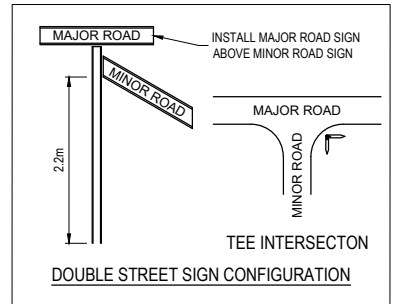 MAJOR ROAD
INSTALL MAJOR ROAD SIGN
ABOVE MINOR ROAD SIGN
MINOR ROAD
2.2m
MAJOR ROAD
MINOR ROAD
TEE INTERSECTON
DOUBLE STREET SIGN CONFIGURATION